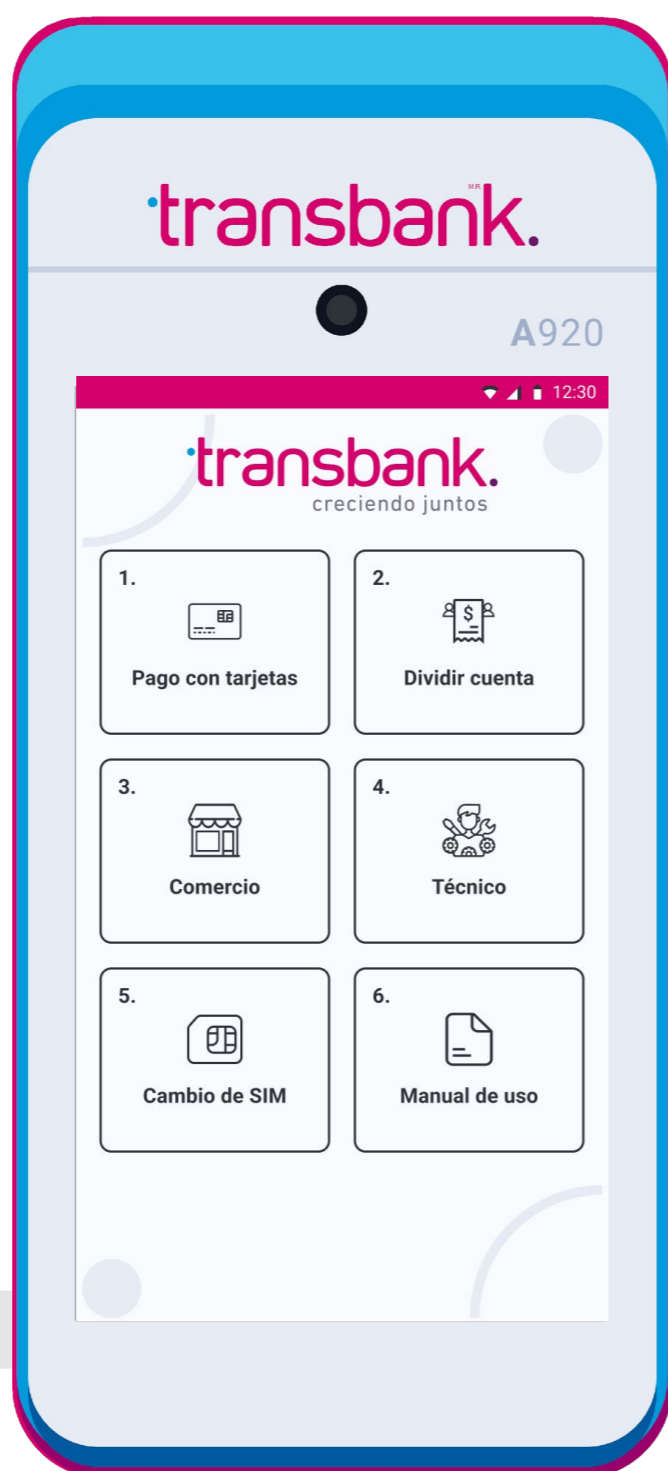 transbank.
M.R.
A920
12:30
transbank.
creciendo juntos
1.
Pago con tarjetas
2.
Dividir cuenta
$
3.
Comercio
4.
Técnico
5.
Cambio de SIM
6.
Manual de uso